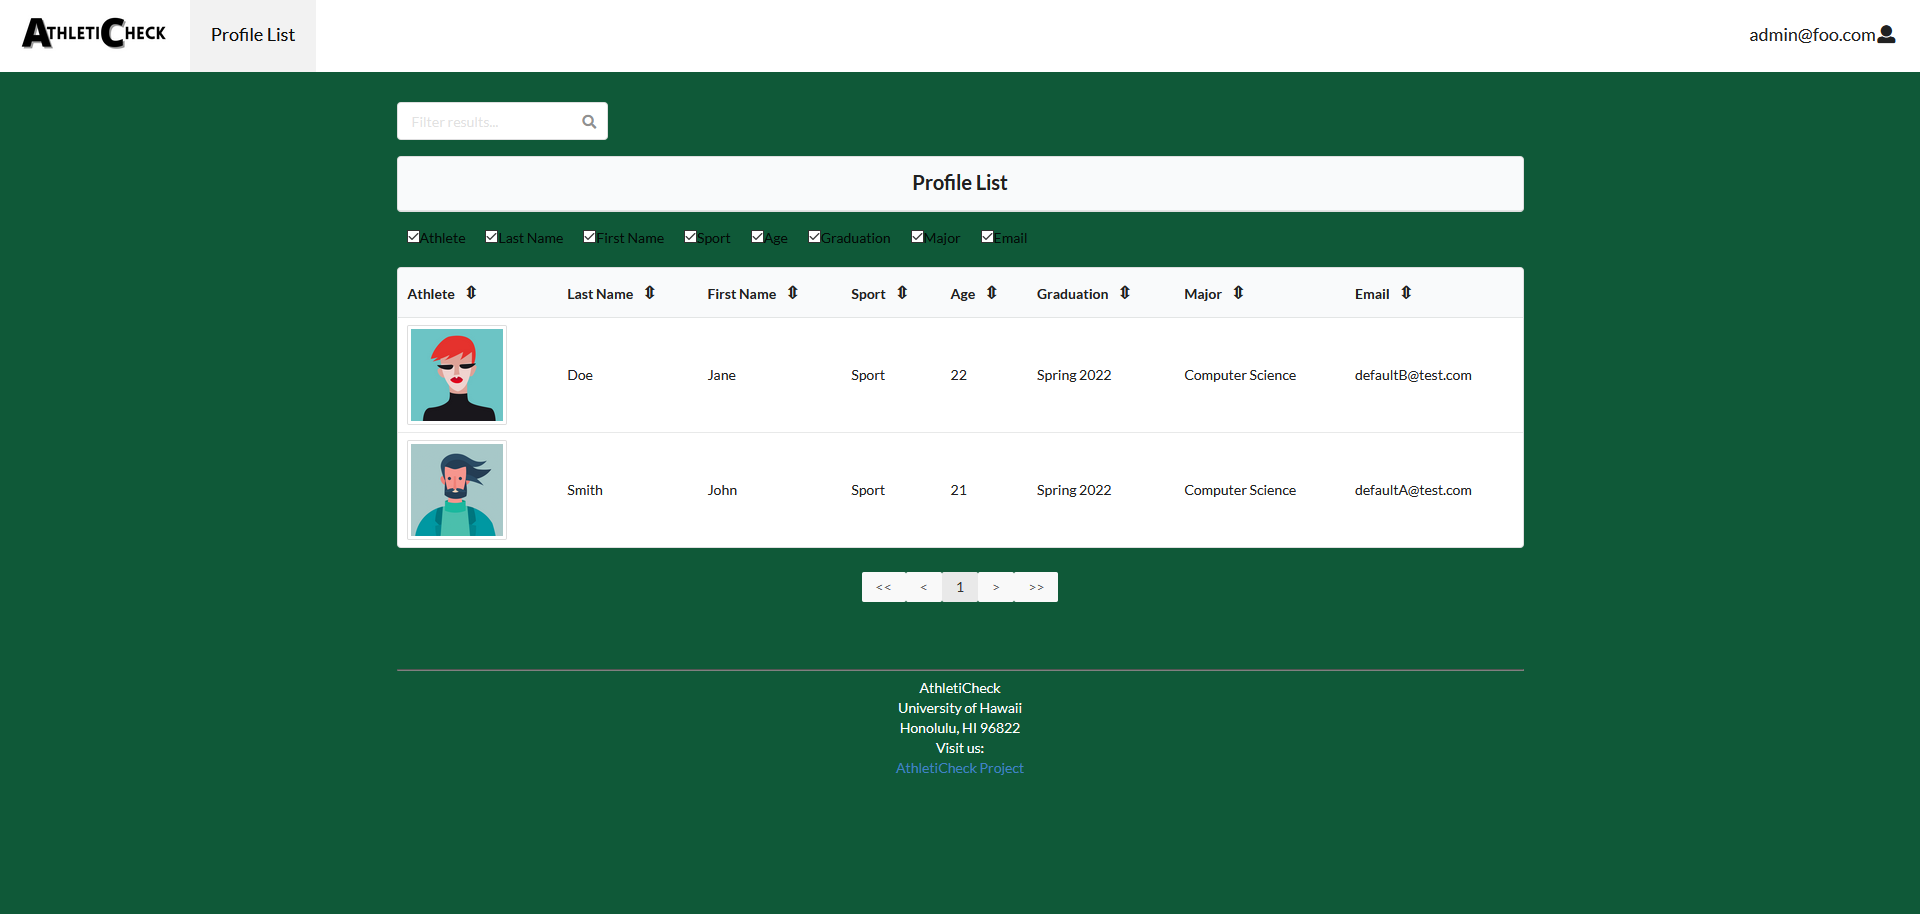 ATHLETICHECK Profile List admin@foo.com
Filter results...
Profile List
Athlete Last Name First Name Sport Age Graduation Major Email
Athlete Last Name First Name Sport Age Graduation Major Email
Doe Jane Sport 22 Spring 2022 Computer Science defaultB@test.com
Smith John Sport 21 Spring 2022 Computer Science defaultA@test.com
<< < 1 > >>
AthletiCheck
University of Hawaii
Honolulu, HI 96822
Visit us:
AthletiCheck Project